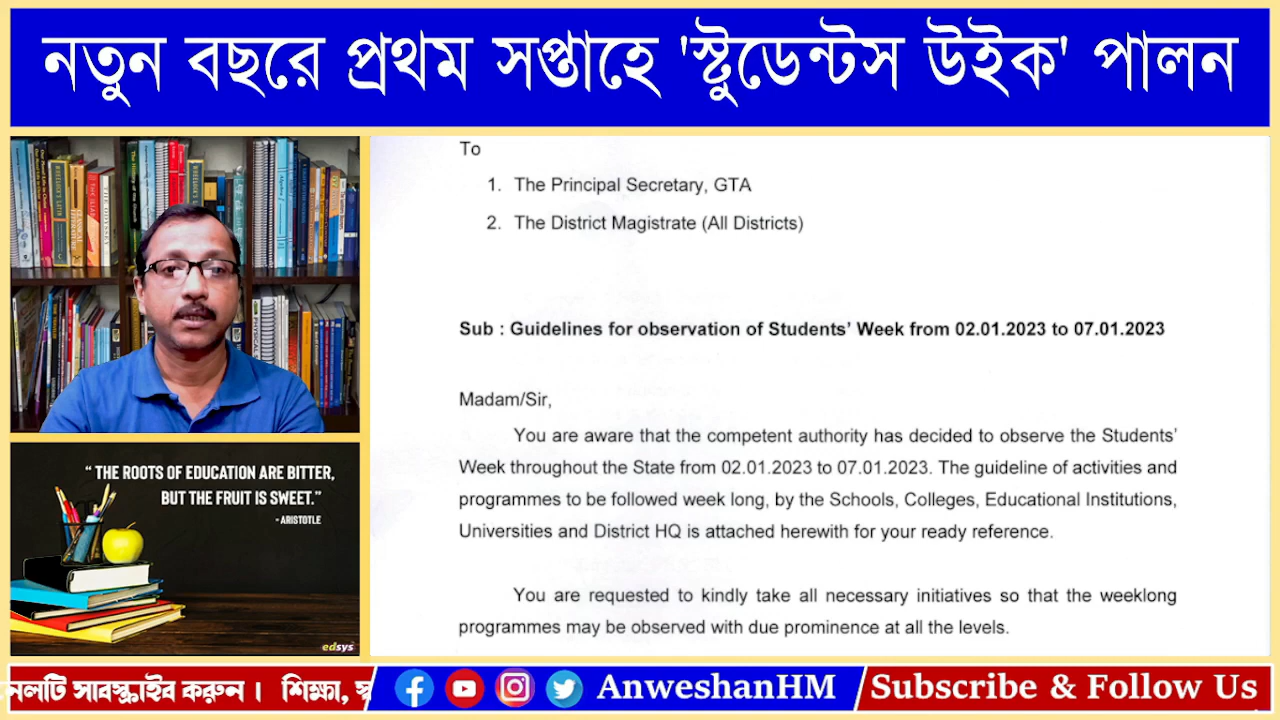 নতুন বছরে প্রথম সপ্তাহে 'স্টুডেন্টস উইক' পালন
To
1. The Principal Secretary, GTA
2. The District Magistrate (All Districts)
Sub : Guidelines for observation of Students' Week from 02.01.2023 to 07.01.2023
Madam/Sir,
You are aware that the competent authority has decided to observe the Students'
Week throughout the State from 02.01.2023 to 07.01.2023. The guideline of activities and
programmes to be followed week long, by the Schools, Colleges, Educational Institutions,
Universities and District HQ is attached herewith for your ready reference.
You are requested to kindly take all necessary initiatives so that the weeklong
programmes may be observed with due prominence at all the levels.
“ THE ROOTS OF EDUCATION ARE BITTER,
BUT THE FRUIT IS SWEET.”
- ARISTOTLE
edsys
সাবস্ক্রাইব করুন । শিক্ষা,
AnweshanHM
Subscribe & Follow Us